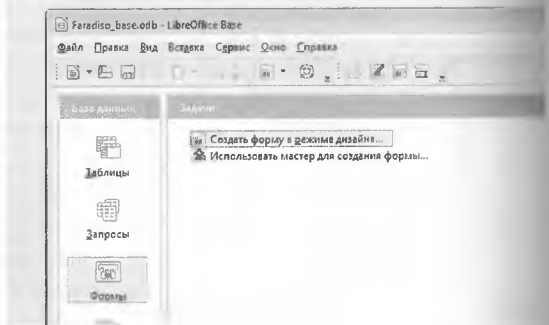 Faradiso_base.odb - LibreOffice Base
Файл Правка Вид Вставка Сервис Окно Справка
База данных
Задачи
Создать форму в режиме дизайна...
Использовать мастер для создания формы...
Таблицы
Запросы
Формы